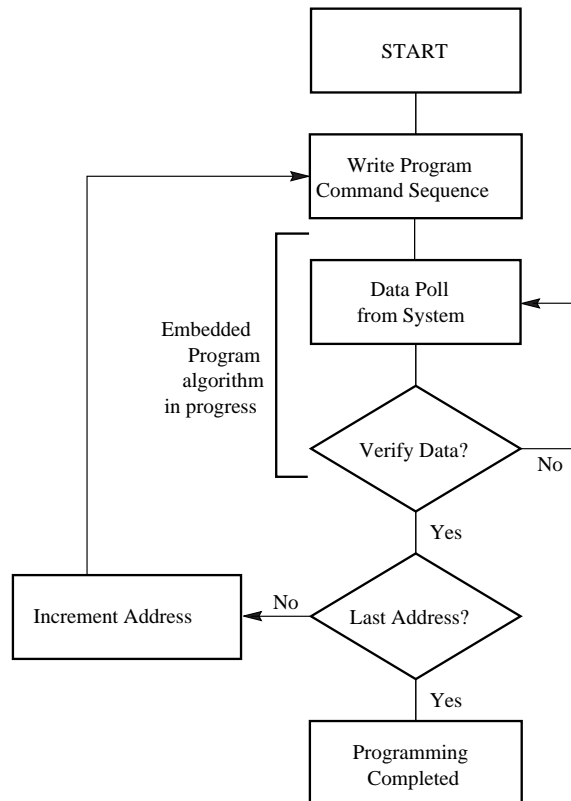 START
Write Program
Command Sequence
Data Poll
from System
Embedded
Program
algorithm
in progress
Verify Data?
No
Yes
Increment Address
No
Last Address?
Yes
Programming
Completed